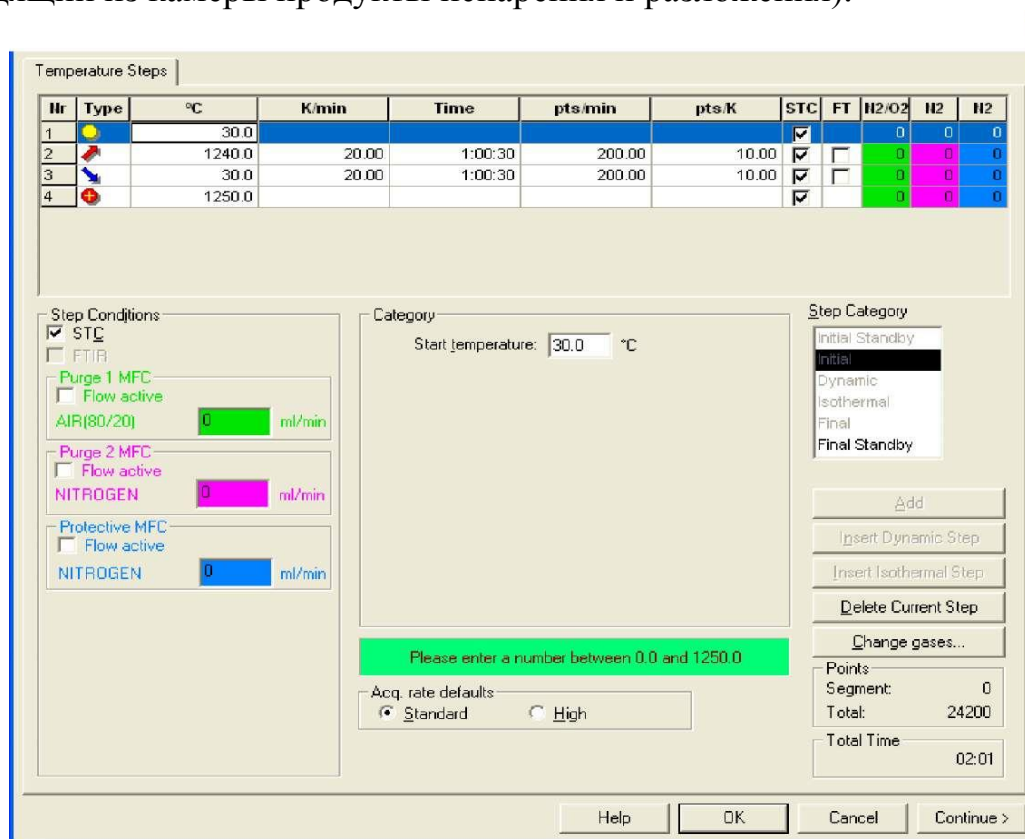 из камеры продукты испарения и разложения).
Temperature Steps
Nr Type °C K/min Time pts/min pts/K STC FT N2/O2 N2 N2
1 30.0 0 0 0
2 1240.0 20.00 1:00:30 200.00 10.00 0 0 0
3 30.0 20.00 1:00:30 200.00 10.00 0 0 0
4 1250.0 0 0 0
Step Conditions
STC
FTIR
Purge 1 MFC
Flow active
AIR(80/20) 0 ml/min
Purge 2 MFC
Flow active
NITROGEN 0 ml/min
Protective MFC
Flow active
NITROGEN 0 ml/min
Category
Start temperature: 30.0 °C
Please enter a number between 0.0 and 1250.0
Acq. rate defaults
Standard High
Step Category
Initial Standby
Initial
Dynamic
Isothermal
Final
Final Standby
Add
Insert Dynamic Step
Insert Isothermal Step
Delete Current Step
Change gases...
Points
Segment: 0
Total: 24200
Total Time
02:01
Help OK Cancel Continue >